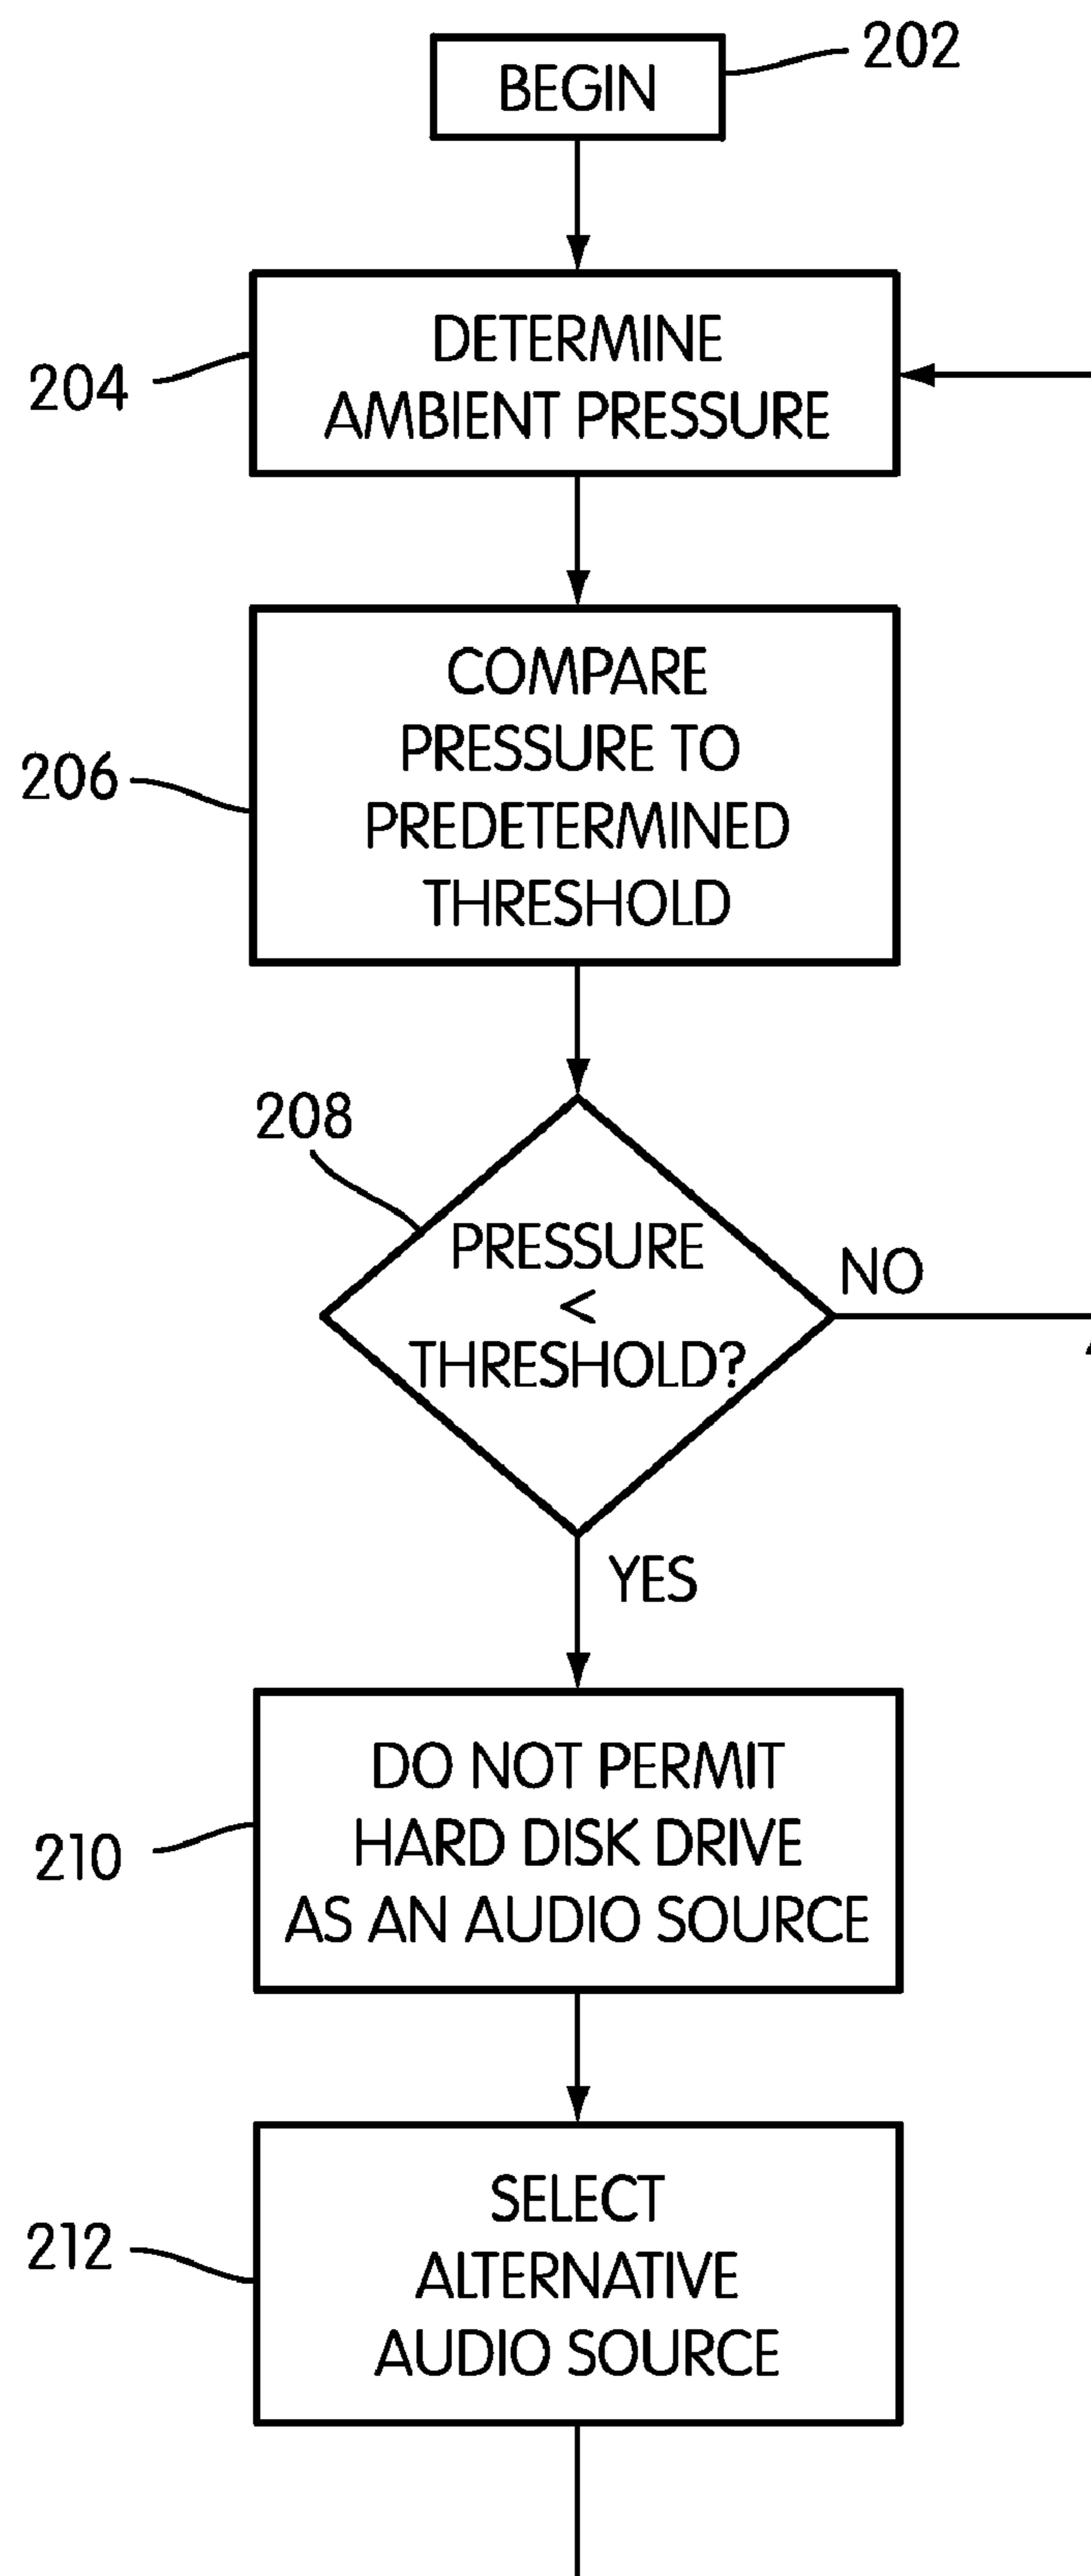 BEGIN
202
DETERMINE
AMBIENT PRESSURE
204
COMPARE
PRESSURE TO
PREDETERMINED
THRESHOLD
206
208
PRESSURE
<
THRESHOLD?
NO
YES
DO NOT PERMIT
HARD DISK DRIVE
AS AN AUDIO SOURCE
210
SELECT
ALTERNATIVE
AUDIO SOURCE
212